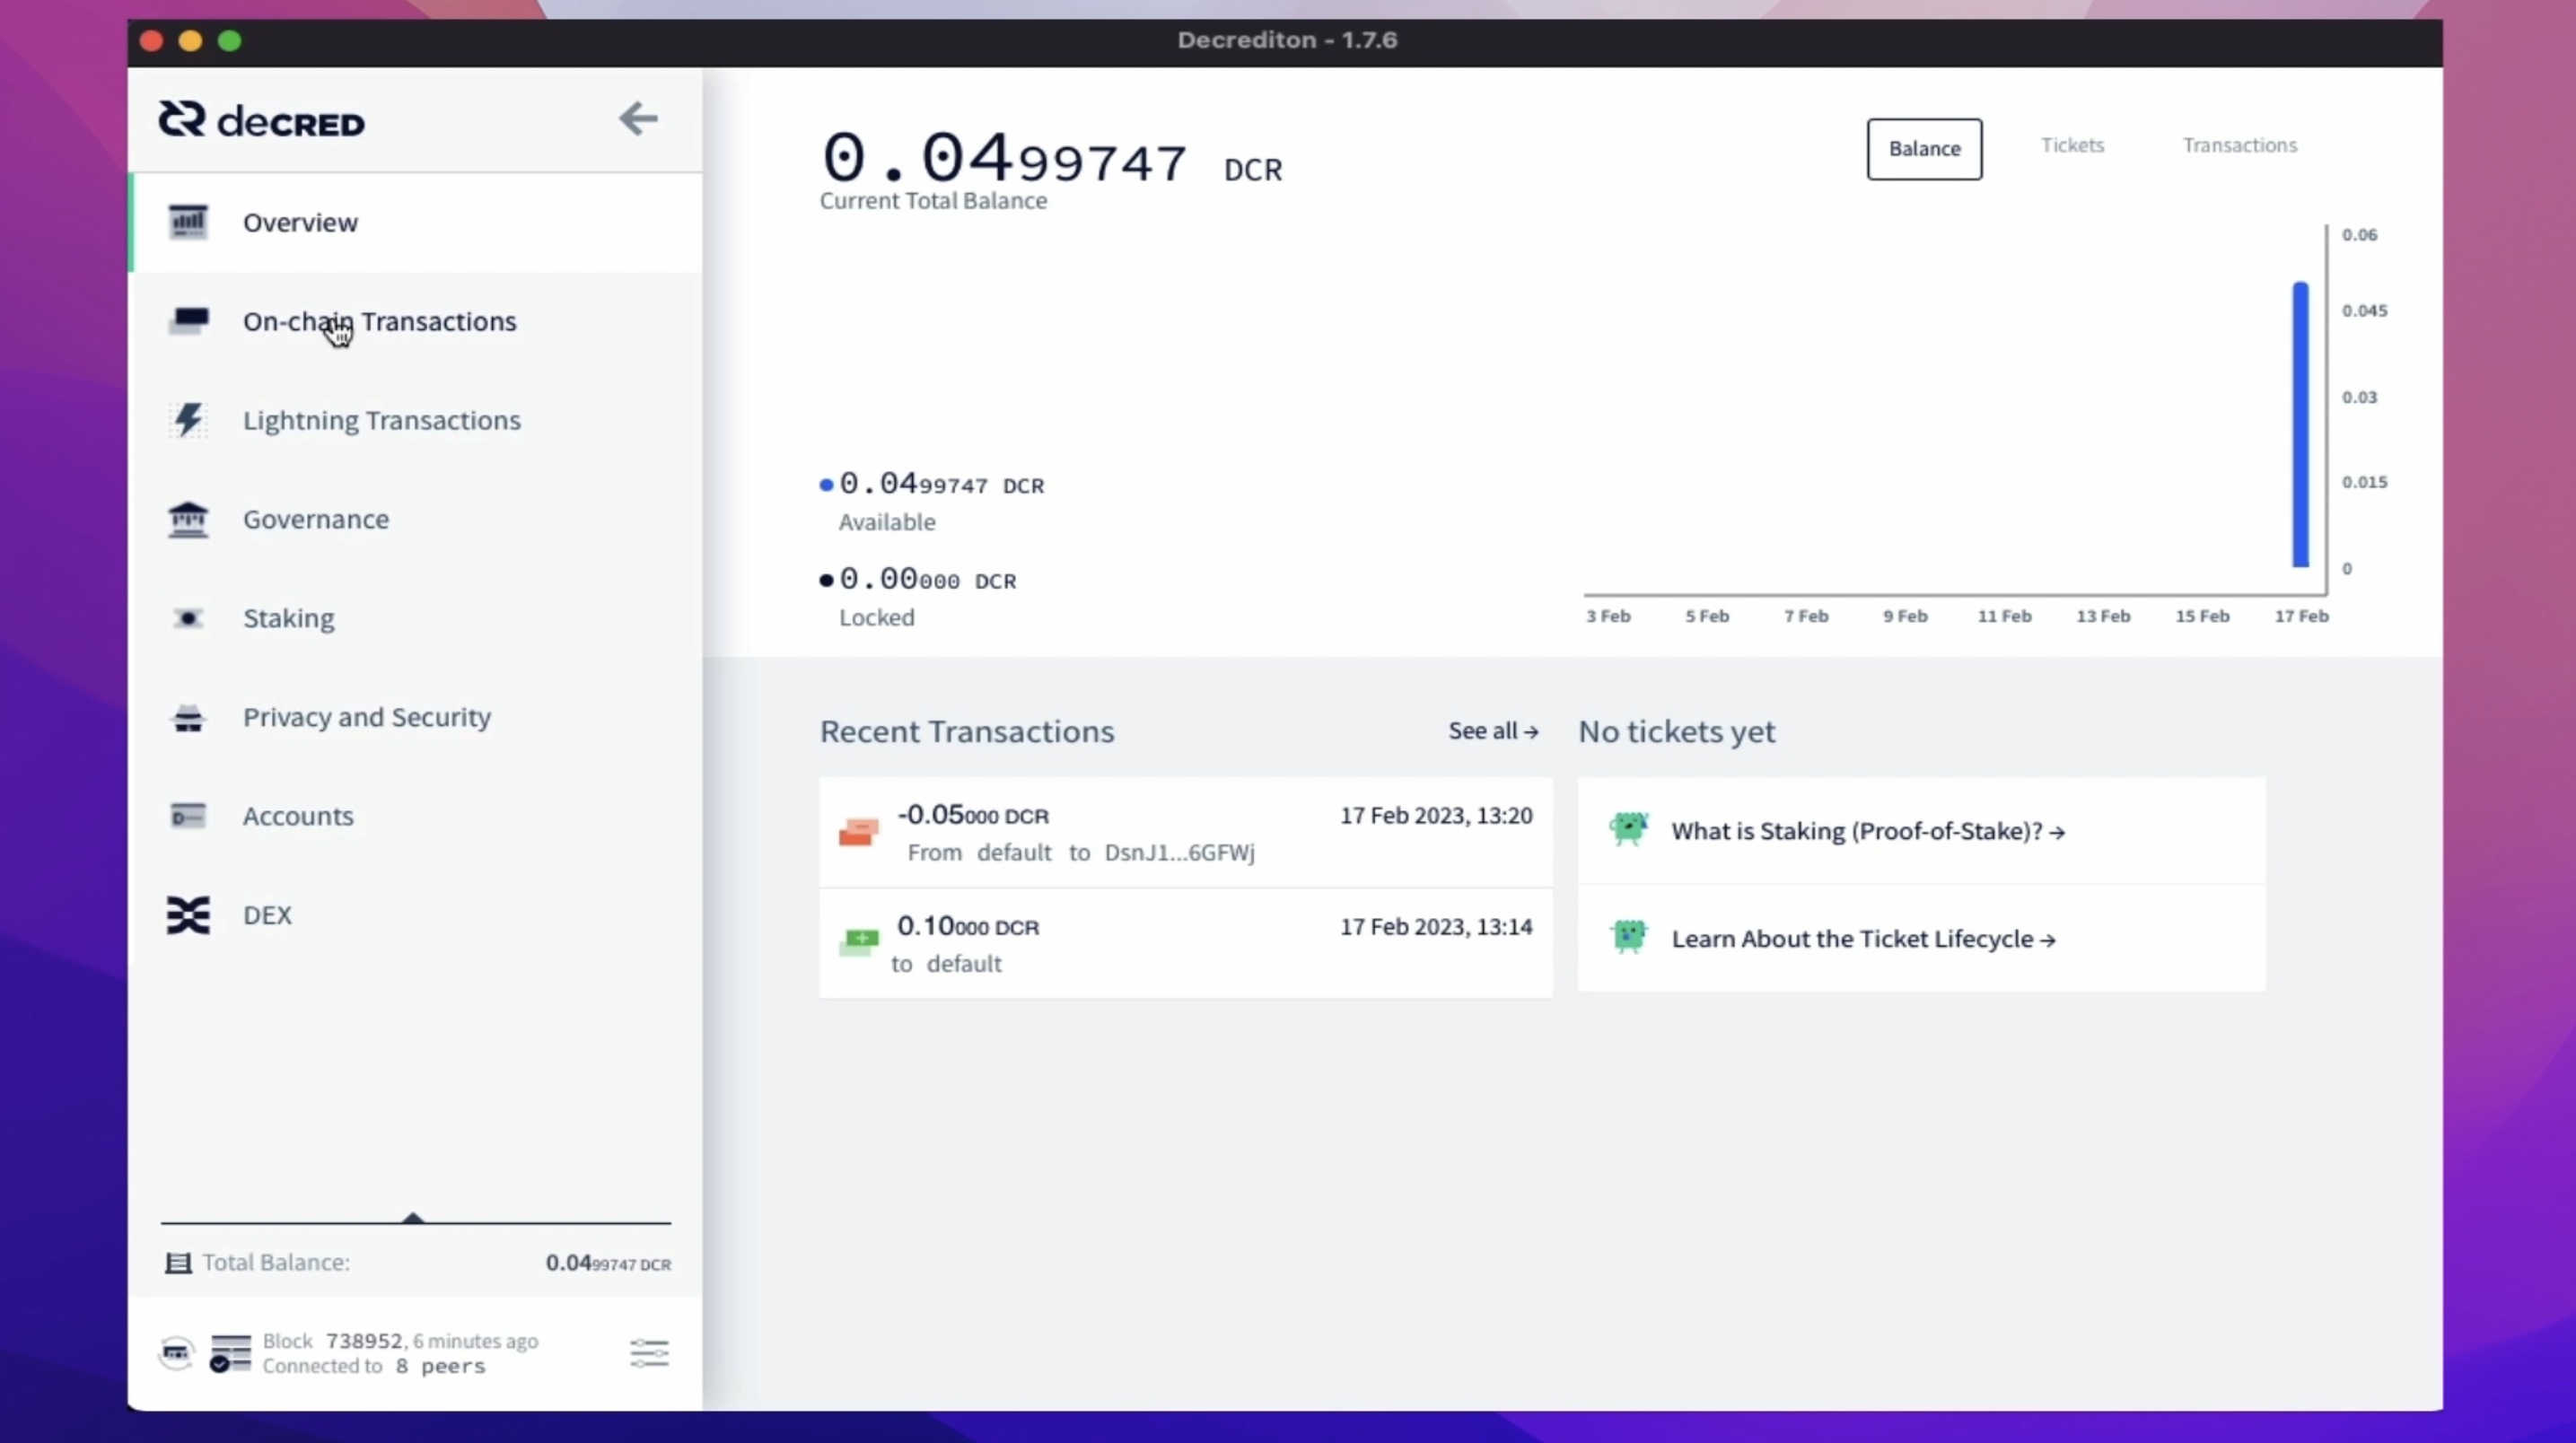 Decrediton - 1.7.6
decRED
Overview
On-chain Transactions
Lightning Transactions
Governance
Staking
Privacy and Security
Accounts
DEX
Total Balance: 0.0499747 DCR
Block 738952, 6 minutes ago
Connected to 8 peers
0.0499747 DCR
Current Total Balance
Balance Tickets Transactions
0.0499747 DCR
Available
0.00000 DCR
Locked
0.06
0.045
0.03
0.015
0
3 Feb 5 Feb 7 Feb 9 Feb 11 Feb 13 Feb 15 Feb 17 Feb
Recent Transactions See all →
-0.05000 DCR 17 Feb 2023, 13:20
From default to DsnJ1...6GFWj
0.10000 DCR 17 Feb 2023, 13:14
to default
No tickets yet
What is Staking (Proof-of-Stake)? →
Learn About the Ticket Lifecycle →